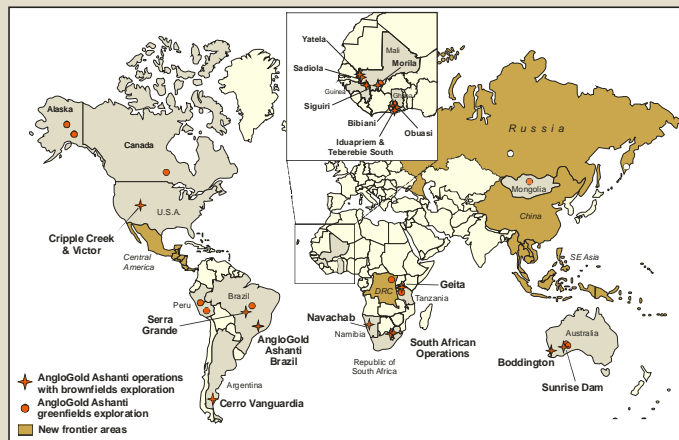 Yatela
Mali
Sadiola
Morila
Guinea
Ghana
Siguiri
Bibiani
Obuasi
Iduapriem &
Teberebie South
Alaska
Canada
Russia
Mongolia
U.S.A.
China
Cripple Creek
& Victor
Central
America
SE Asia
DRC
Geita
Tanzania
Peru
Brazil
Serra
Grande
Navachab
Namibia
South African
Operations
AngloGold
Ashanti
Brazil
Republic of
South Africa
Australia
Boddington
Sunrise Dam
Argentina
Cerro Vanguardia
AngloGold Ashanti operations
with brownfields exploration
AngloGold Ashanti
greenfields exploration
New frontier areas